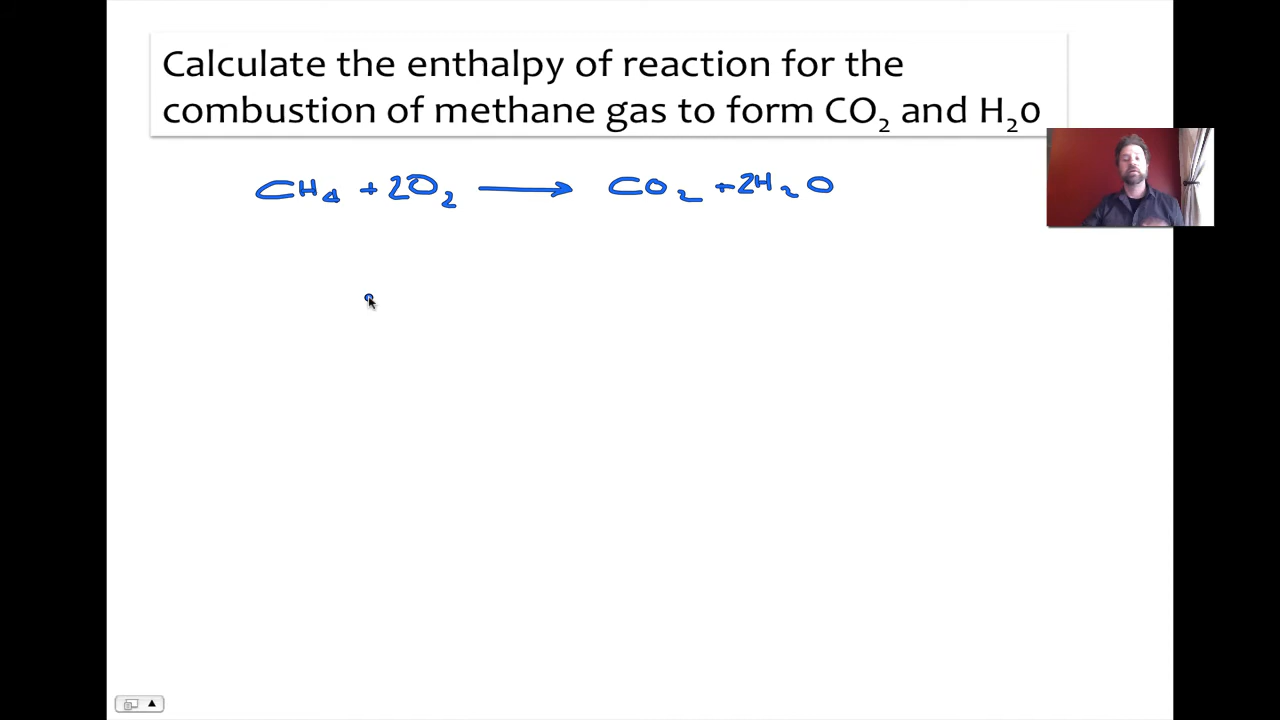 Calculate the enthalpy of reaction for the
combustion of methane gas to form CO₂ and H₂0
CH₄ + 2O₂ ⟶ CO₂ + 2H₂O